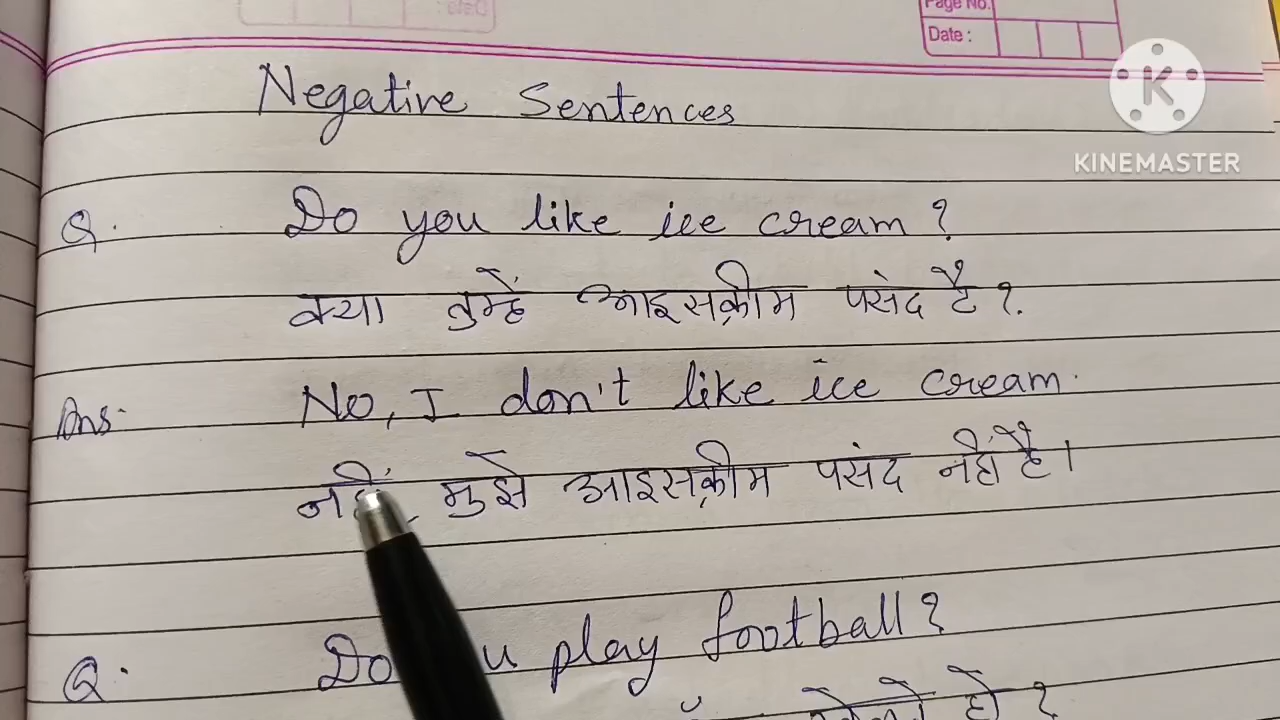 Page No.
Date :
KINEMASTER
Negative Sentences
Q. Do you like ice cream ?
क्या तुम्हें आइसक्रीम पसंद है ?.
Ans. No, I don't like ice cream.
नहीं, मुझे आइसक्रीम पसंद नहीं है।
Q. Do play football ?
हो ?